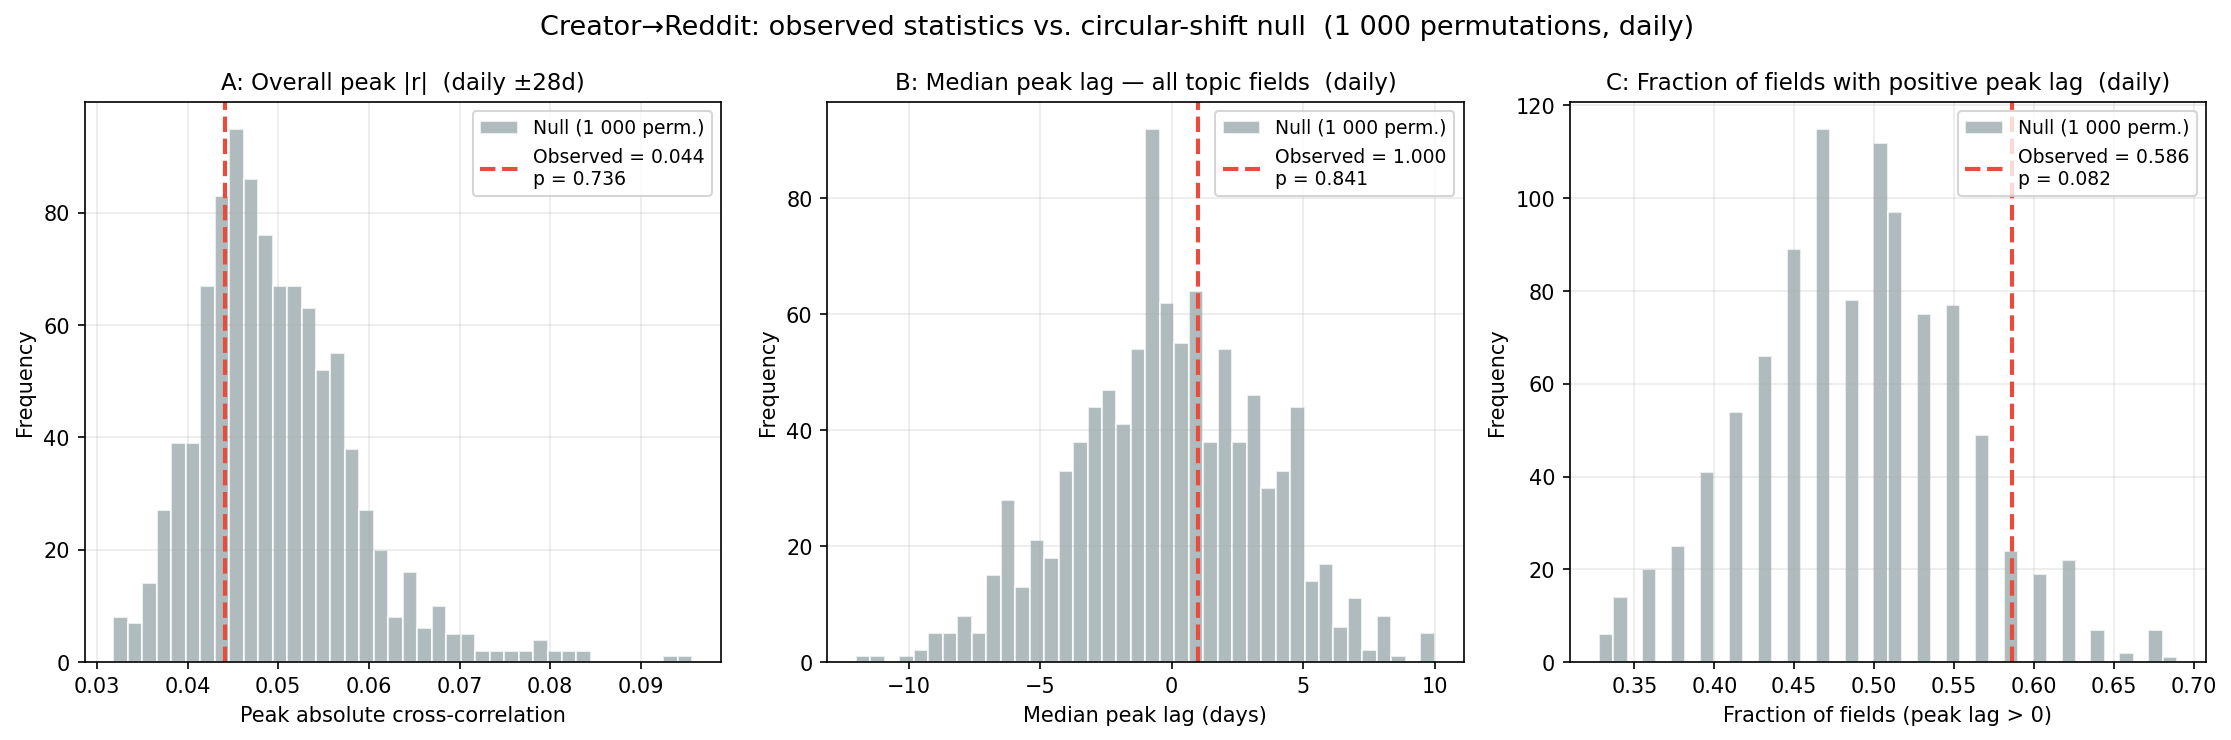 Creator→Reddit: observed statistics vs. circular-shift null  (1 000 permutations, daily)
A: Overall peak |r|  (daily ±28d)
Frequency
80
60
40
20
0
Null (1 000 perm.)
Observed = 0.044
p = 0.736
0.03 0.04 0.05 0.06 0.07 0.08 0.09
Peak absolute cross-correlation
B: Median peak lag — all topic fields  (daily)
Frequency
80
60
40
20
0
Null (1 000 perm.)
Observed = 1.000
p = 0.841
−10 −5 0 5 10
Median peak lag (days)
C: Fraction of fields with positive peak lag  (daily)
Frequency
120
100
80
60
40
20
0
Null (1 000 perm.)
Observed = 0.586
p = 0.082
0.35 0.40 0.45 0.50 0.55 0.60 0.65 0.70
Fraction of fields (peak lag > 0)